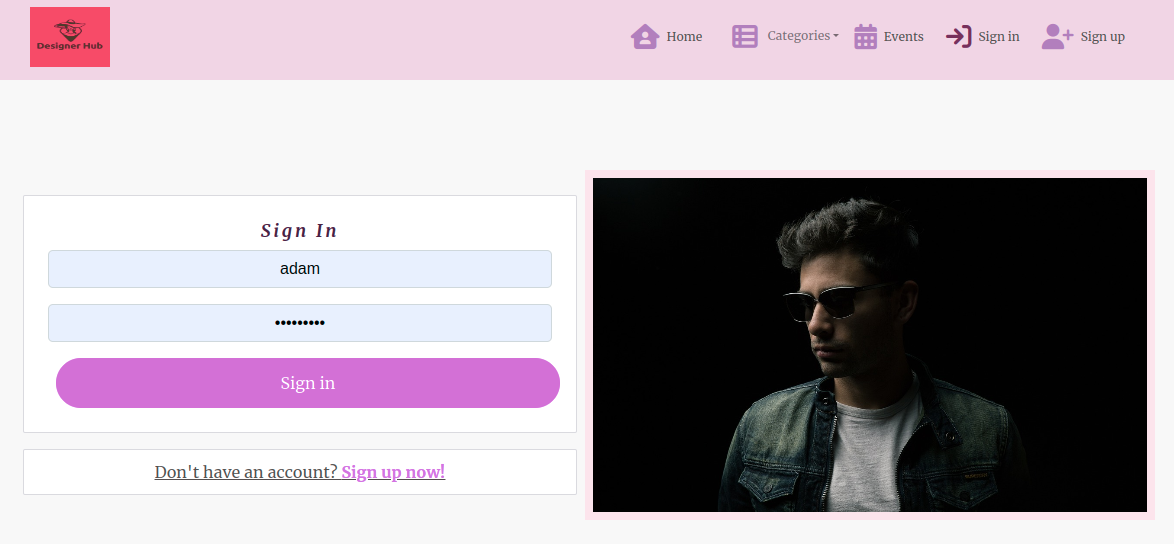 Designer Hub
Home
Categories
Events
Sign in
Sign up
Sign In
adam
•••••••••
Sign in
Don't have an account? Sign up now!